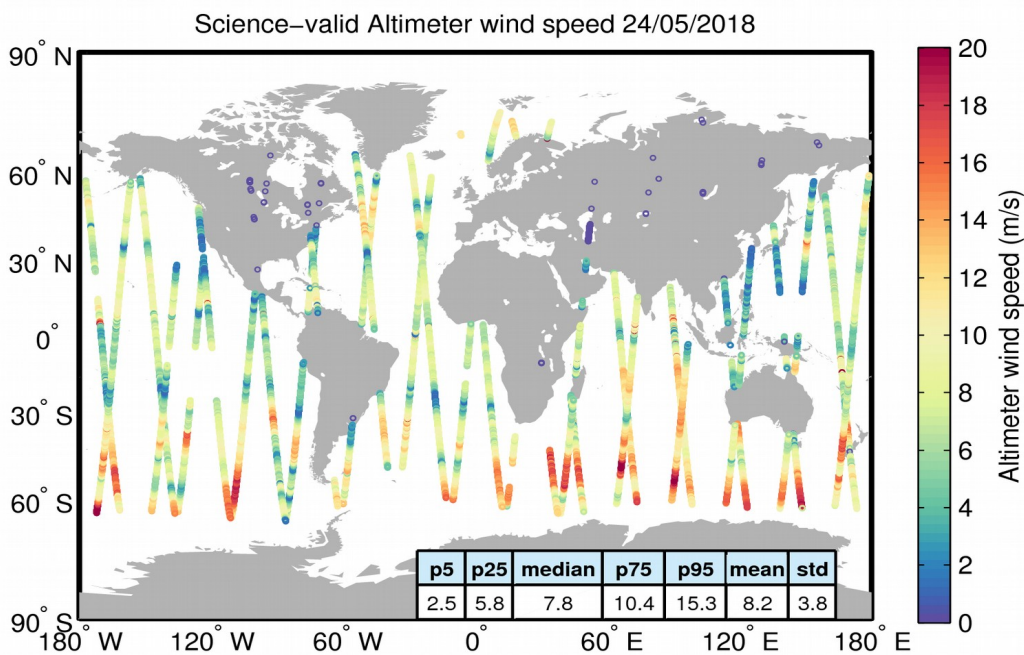 Science−valid Altimeter wind speed 24/05/2018
90° N
60° N
30° N
0°
30° S
60° S
90° S
180° W
120° W
60° W
0°
60° E
120° E
180° E
20
18
16
14
12
10
8
6
4
2
0
Altimeter wind speed (m/s)
p5 p25 median p75 p95 mean std
2.5 5.8 7.8 10.4 15.3 8.2 3.8